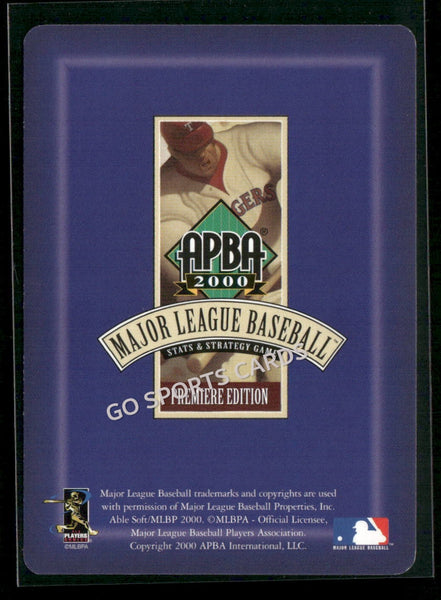 T
GERS
APBA®
2000
MAJOR LEAGUE BASEBALL™
STATS & STRATEGY GAME
GO SPORTS CARDS
PREMIERE EDITION
Major League Baseball trademarks and copyrights are used
with permission of Major League Baseball Properties, Inc.
Able Soft/MLBP 2000. ©MLBPA - Official Licensee,
Major League Baseball Players Association.
Copyright 2000 APBA International, LLC.
PLAYERS
CHOICE
©MLBPA
MAJOR LEAGUE BASEBALL